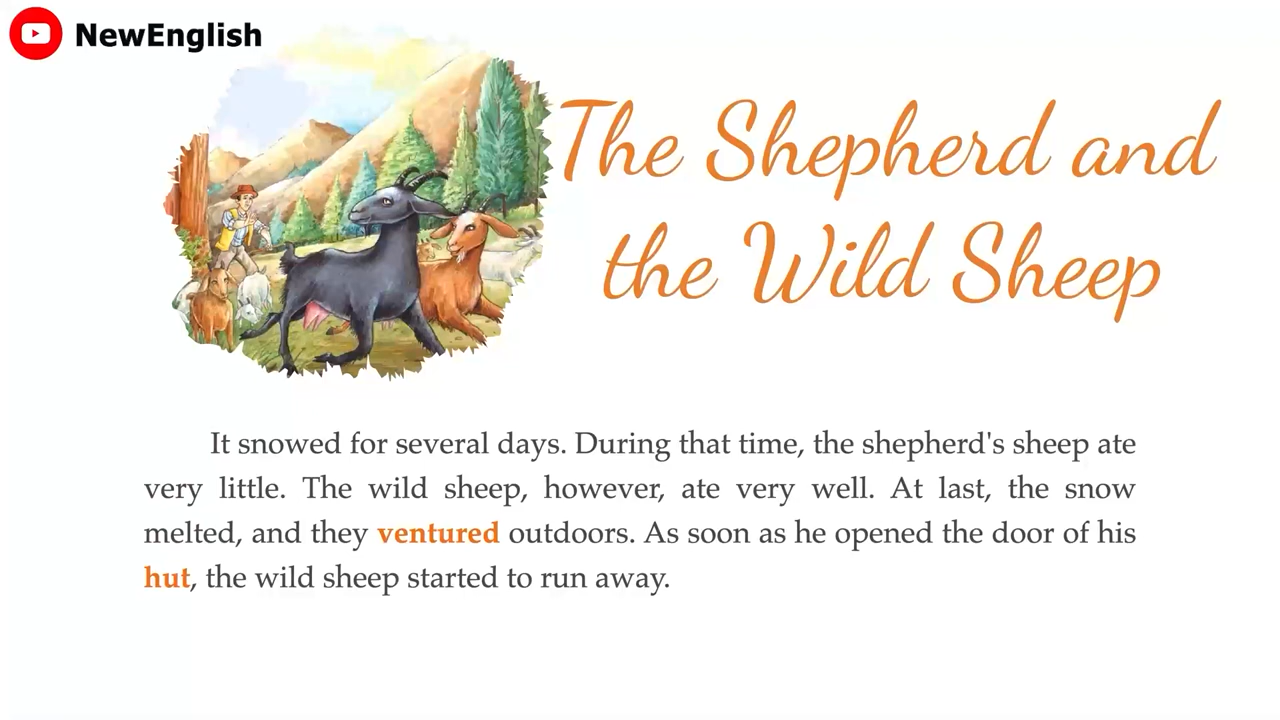 NewEnglish
The Shepherd and
the Wild Sheep
It snowed for several days. During that time, the shepherd's sheep ate
very little. The wild sheep, however, ate very well. At last, the snow
melted, and they ventured outdoors. As soon as he opened the door of his
hut, the wild sheep started to run away.